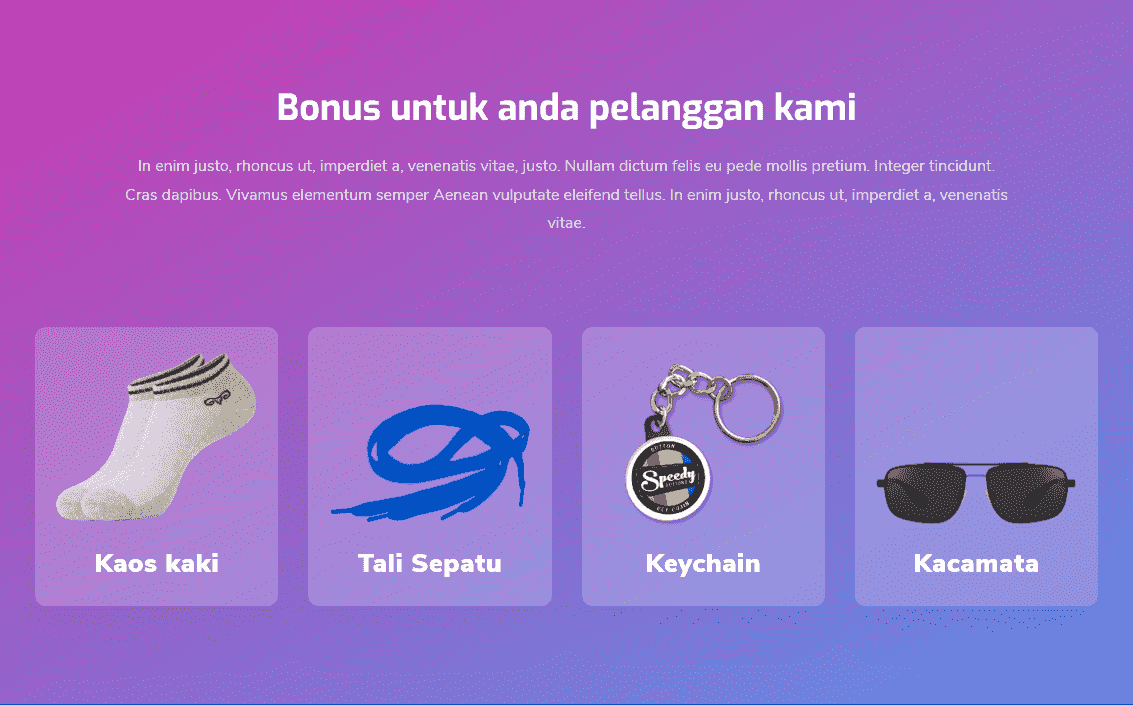 Bonus untuk anda pelanggan kami
In enim justo, rhoncus ut, imperdiet a, venenatis vitae, justo. Nullam dictum felis eu pede mollis pretium. Integer tincidunt.
Cras dapibus. Vivamus elementum semper Aenean vulputate eleifend tellus. In enim justo, rhoncus ut, imperdiet a, venenatis
vitae.
BUTTON
Speedy
BUTTONS
KEY CHAIN
Kaos kaki
Tali Sepatu
Keychain
Kacamata